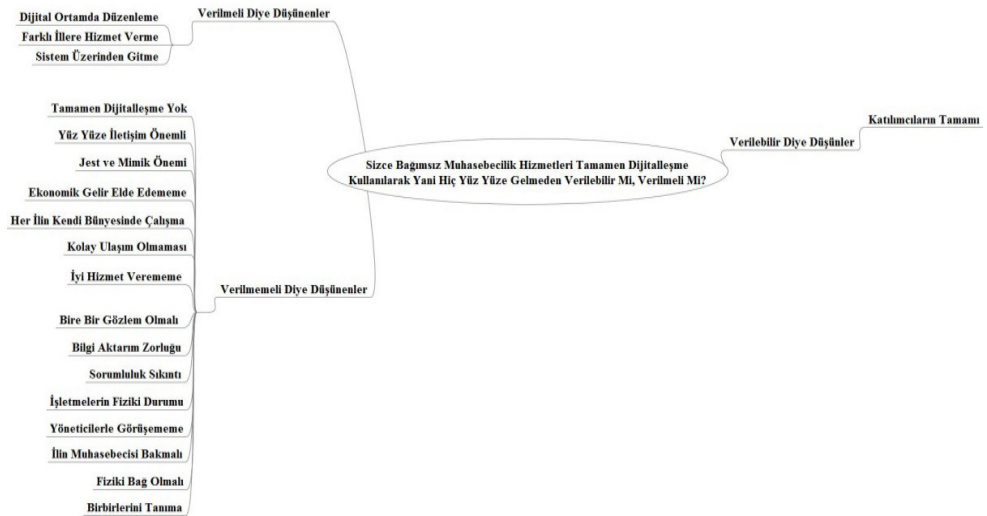 Dijital Ortamda Düzenleme
Farklı İllere Hizmet Verme
Sistem Üzerinden Gitme
Verilmeli Diye Düşünenler
Tamamen Dijitalleşme Yok
Yüz Yüze İletişim Önemli
Jest ve Mimik Önemi
Ekonomik Gelir Elde Edememe
Her İlin Kendi Bünyesinde Çalışma
Kolay Ulaşım Olmaması
İyi Hizmet Verememe
Bire Bir Gözlem Olmalı
Bilgi Aktarım Zorluğu
Sorumluluk Sıkıntı
İşletmelerin Fiziki Durumu
Yöneticilerle Görüşememe
İlin Muhasebecisi Bakmalı
Fiziki Bağ Olmalı
Birbirlerini Tanıma
Verilmemeli Diye Düşünenler
Sizce Bağımsız Muhasebecilik Hizmetleri Tamamen Dijitalleşme
Kullanılarak Yani Hiç Yüz Yüze Gelmeden Verilebilir Mi, Verilmeli Mi?
Verilebilir Diye Düşünler
Katılımcıların Tamamı